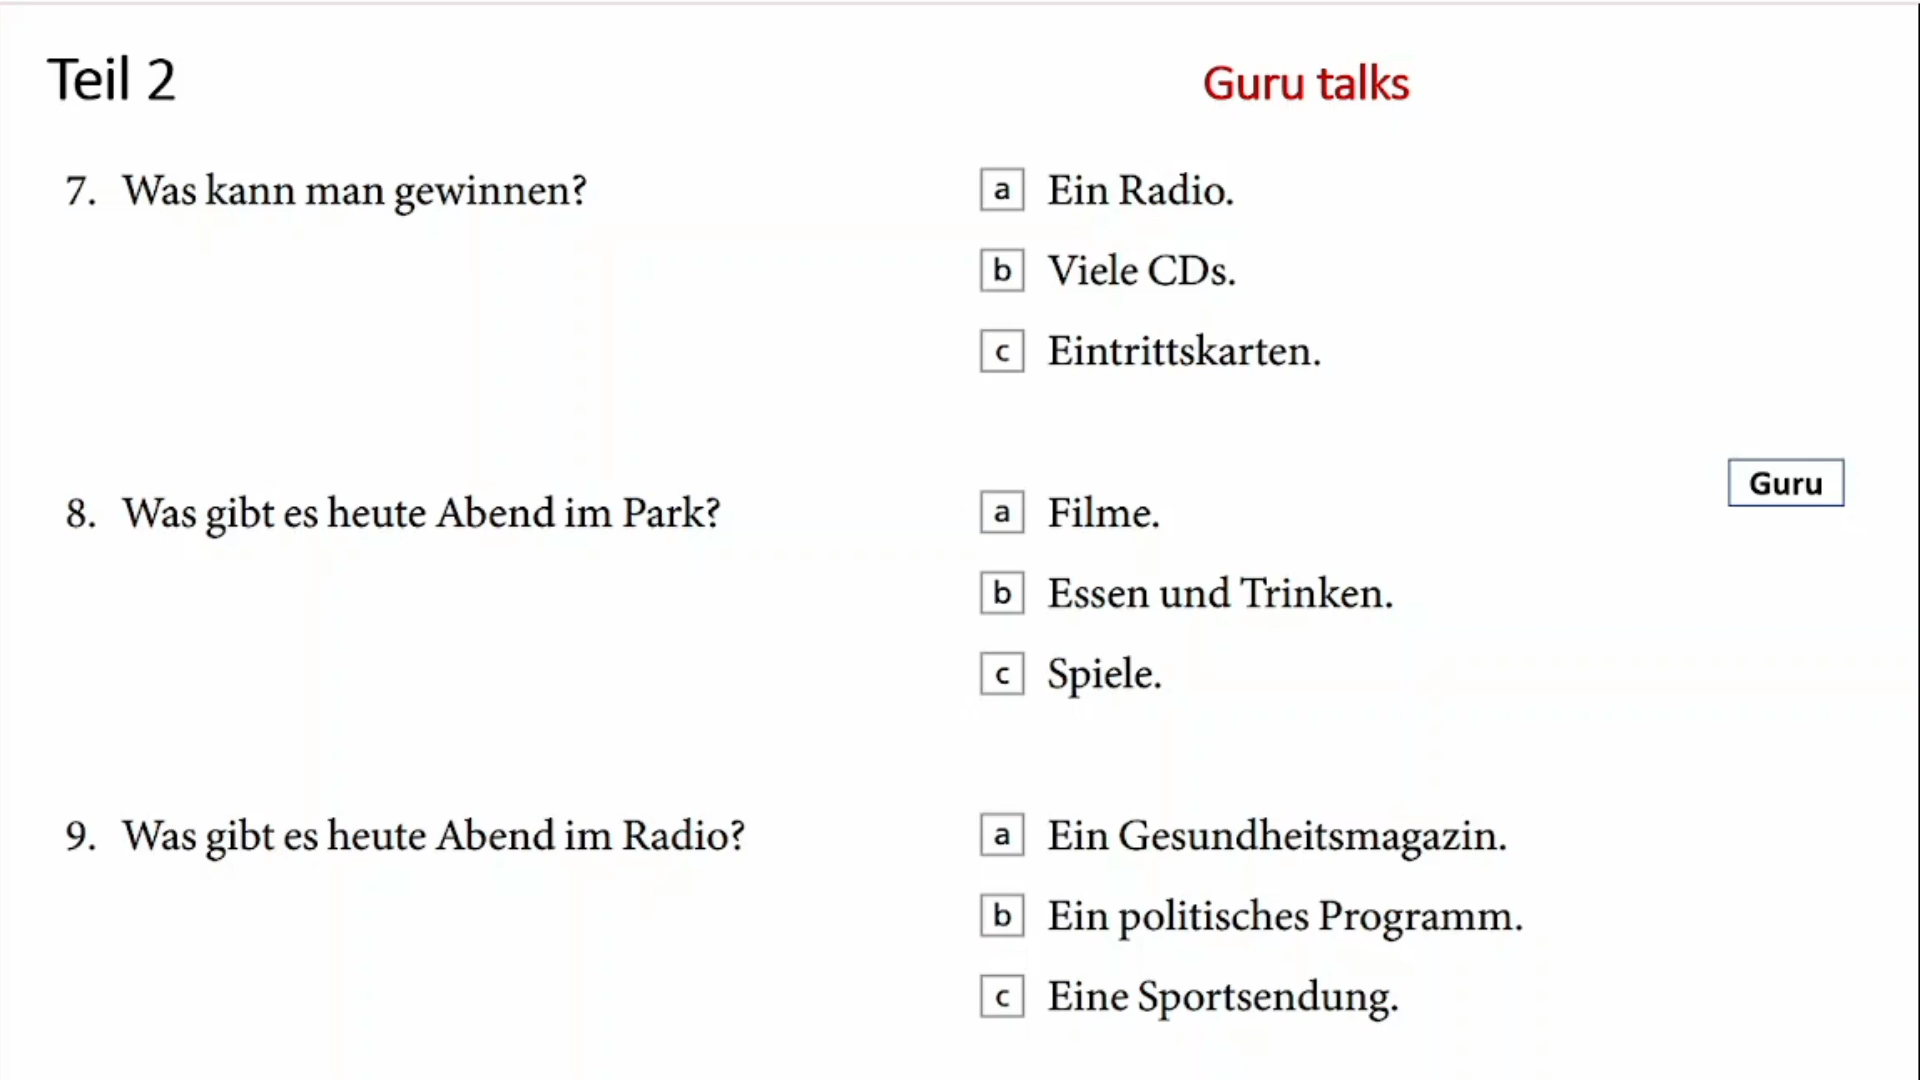 Teil 2
Guru talks
7. Was kann man gewinnen?
a Ein Radio.
b Viele CDs.
c Eintrittskarten.
Guru
8. Was gibt es heute Abend im Park?
a Filme.
b Essen und Trinken.
c Spiele.
9. Was gibt es heute Abend im Radio?
a Ein Gesundheitsmagazin.
b Ein politisches Programm.
c Eine Sportsendung.